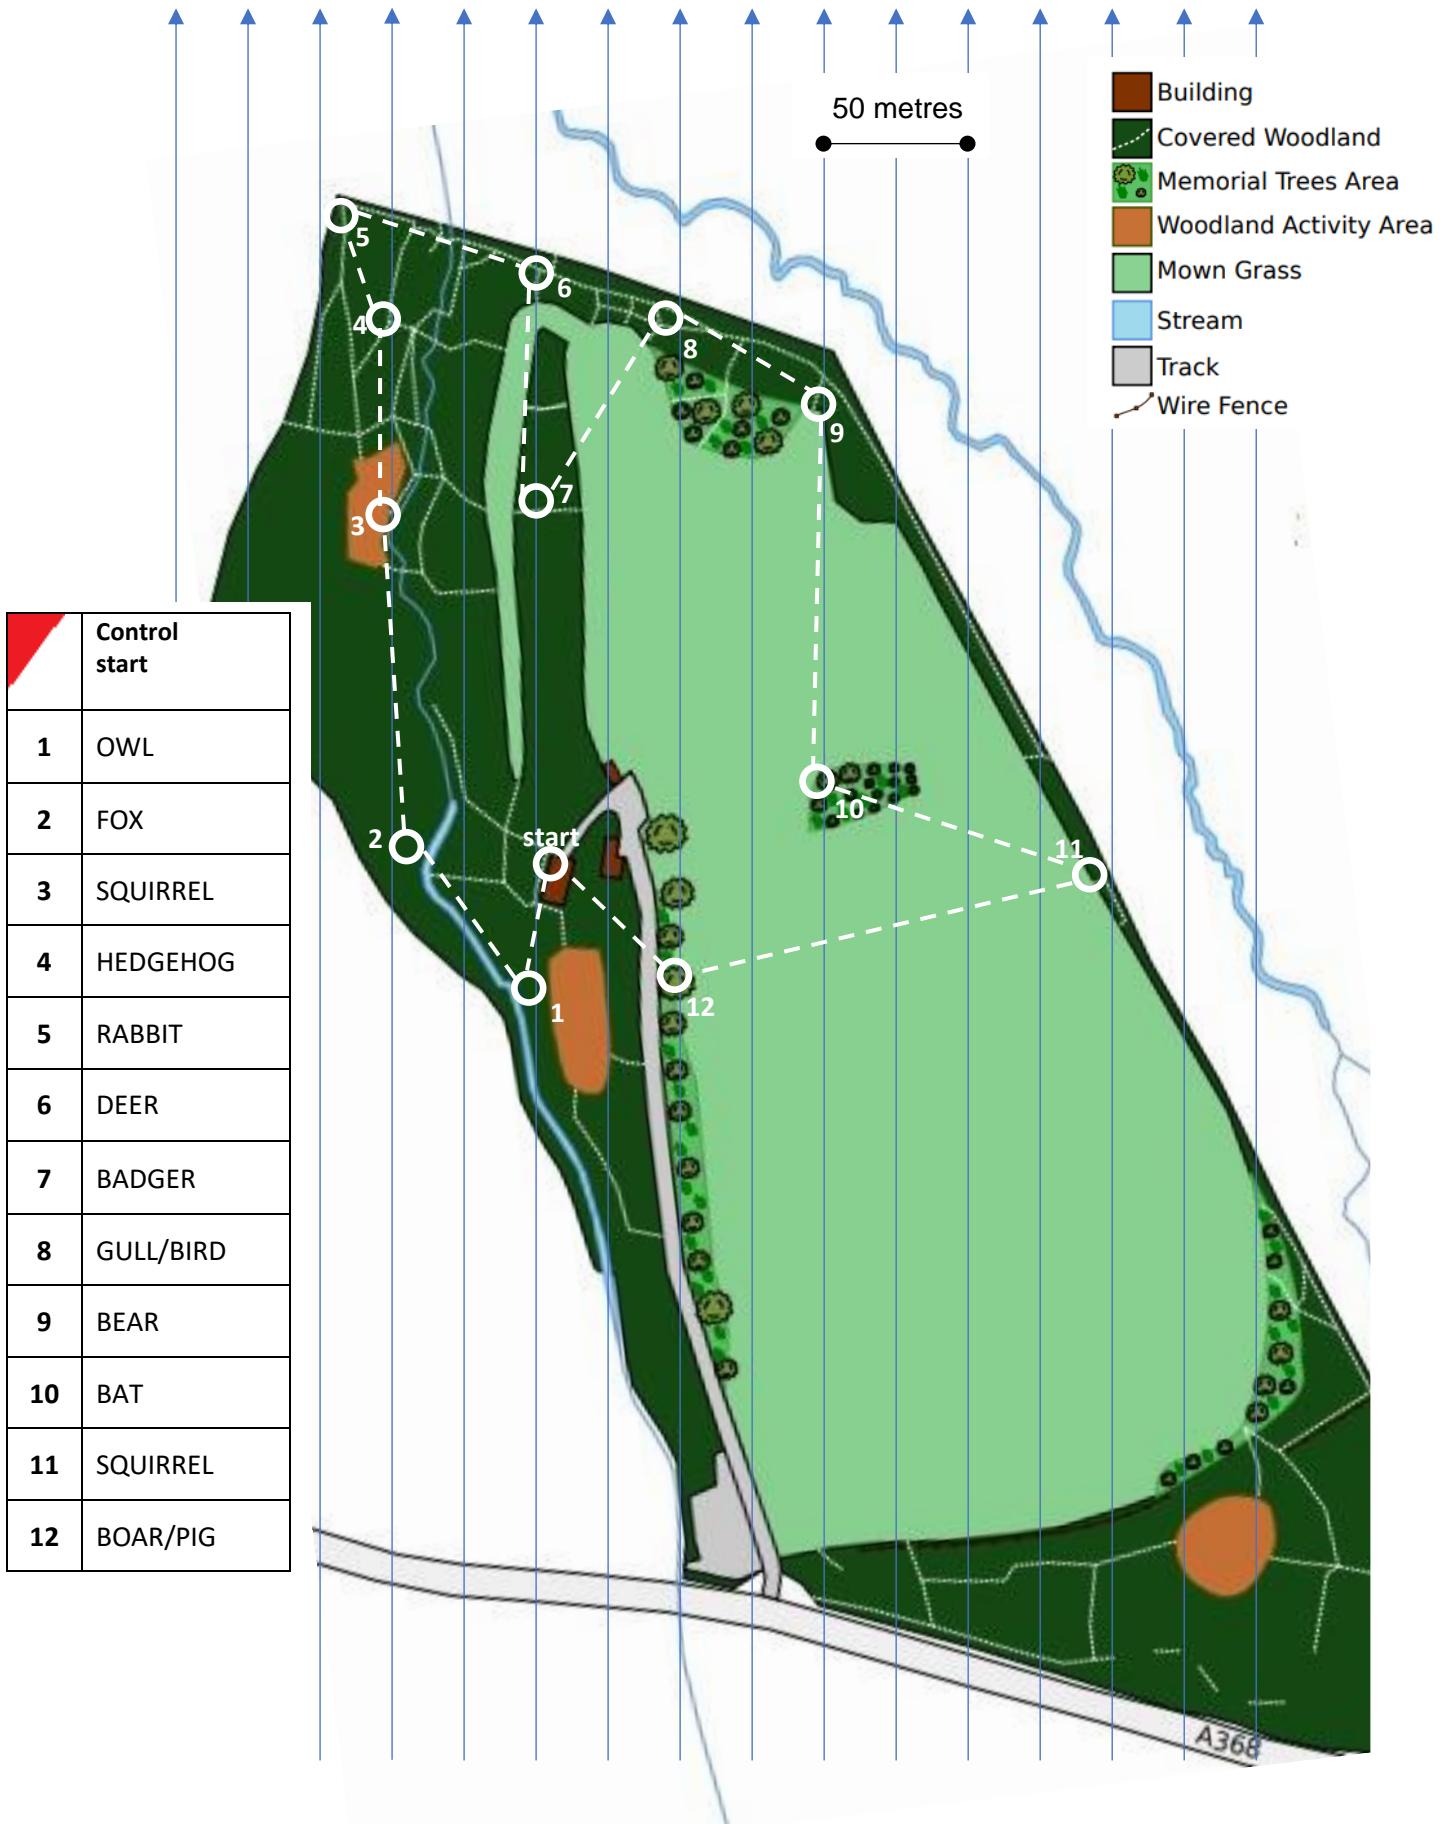 50 metres
Building
Covered Woodland
Memorial Trees Area
Woodland Activity Area
Mown Grass
Stream
Track
Wire Fence
5
6
4
8
9
7
3
10
2
start
11
12
1
A368
Control
start
1 OWL
2 FOX
3 SQUIRREL
4 HEDGEHOG
5 RABBIT
6 DEER
7 BADGER
8 GULL/BIRD
9 BEAR
10 BAT
11 SQUIRREL
12 BOAR/PIG